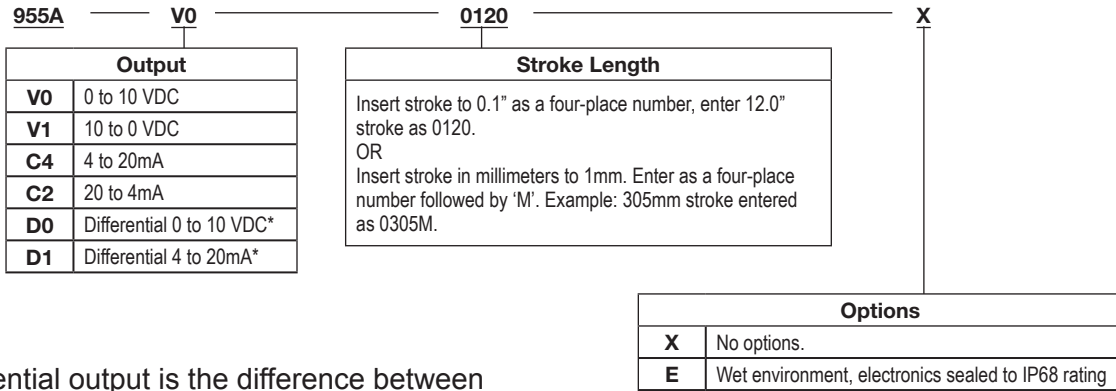 955A V0 0120 X
Output
V0 0 to 10 VDC
V1 10 to 0 VDC
C4 4 to 20mA
C2 20 to 4mA
D0 Differential 0 to 10 VDC*
D1 Differential 4 to 20mA*
Stroke Length
Insert stroke to 0.1” as a four-place number, enter 12.0”
stroke as 0120.
OR
Insert stroke in millimeters to 1mm. Enter as a four-place
number followed by ‘M’. Example: 305mm stroke entered
as 0305M.
Options
X No options.
E Wet environment, electronics sealed to IP68 rating
ential output is the difference between